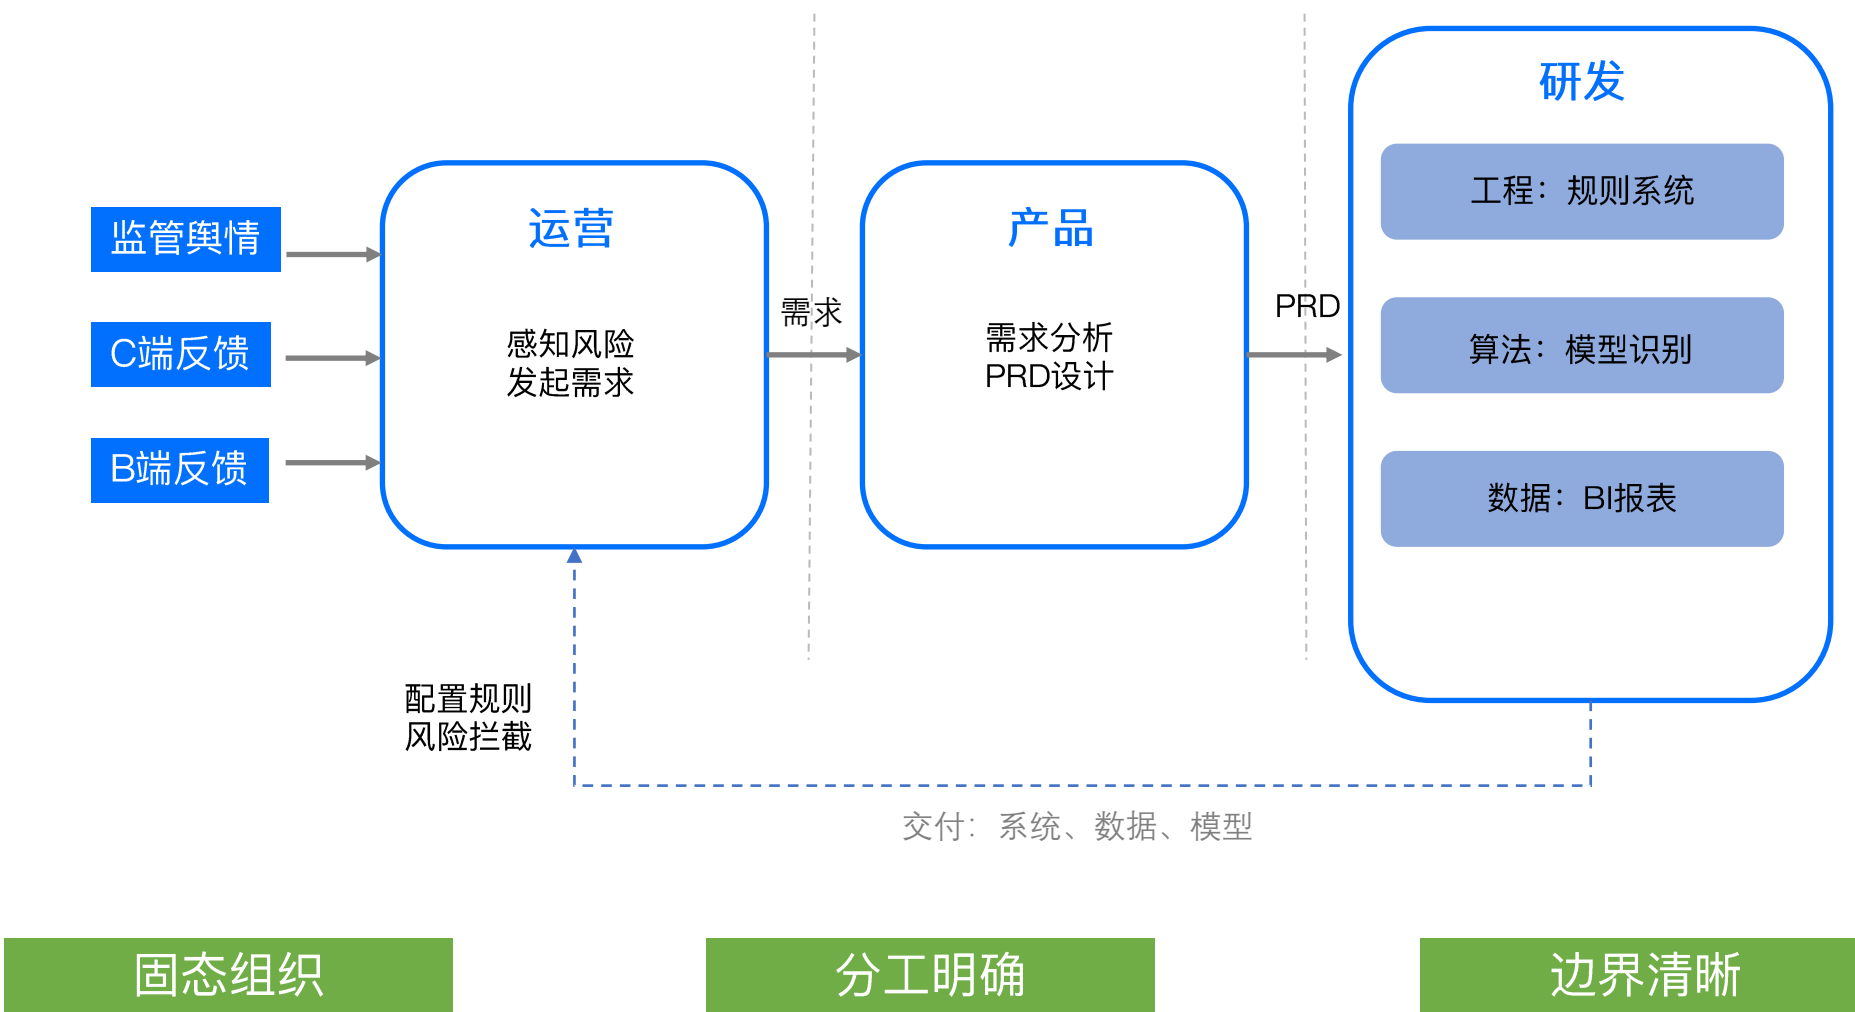 监管舆情
C端反馈
B端反馈
运营
感知风险
发起需求
需求
产品
需求分析
PRD设计
PRD
研发
工程：规则系统
算法：模型识别
数据：BI报表
配置规则
风险拦截
交付：系统、数据、模型
固态组织
分工明确
边界清晰